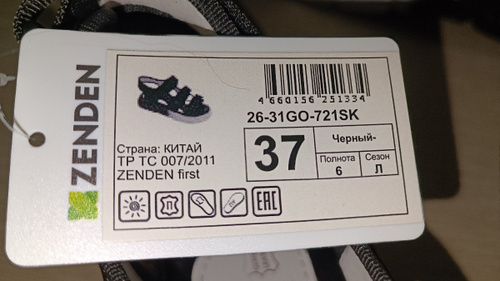 ZENDEN
4 660156 251334
26-31GO-721SK
Страна: КИТАЙ
ТР ТС 007/2011
ZENDEN first
37
Черный-
Полнота
6
Сезон
Л
П
EAC